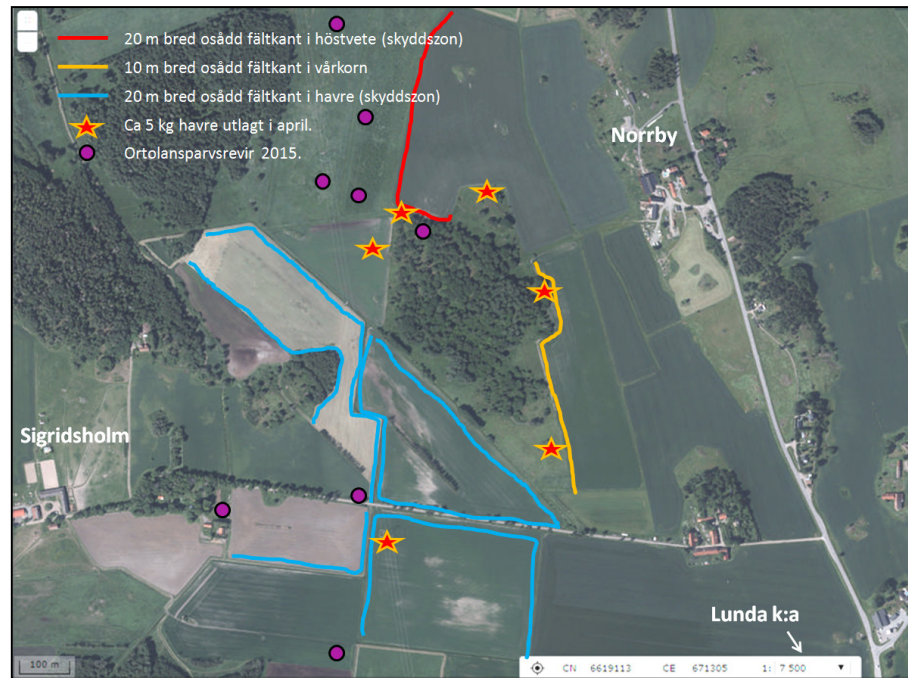 20 m bred osådd fältkant i höstvete (skyddszon)
10 m bred osådd fältkant i vårkorn
20 m bred osådd fältkant i havre (skyddszon)
Ca 5 kg havre utlagt i april.
Ortolansparvsrevir 2015.
Norrby
Sigridsholm
Lunda k:a
100 m
CN 6619113 CE 671305 1: 7 500